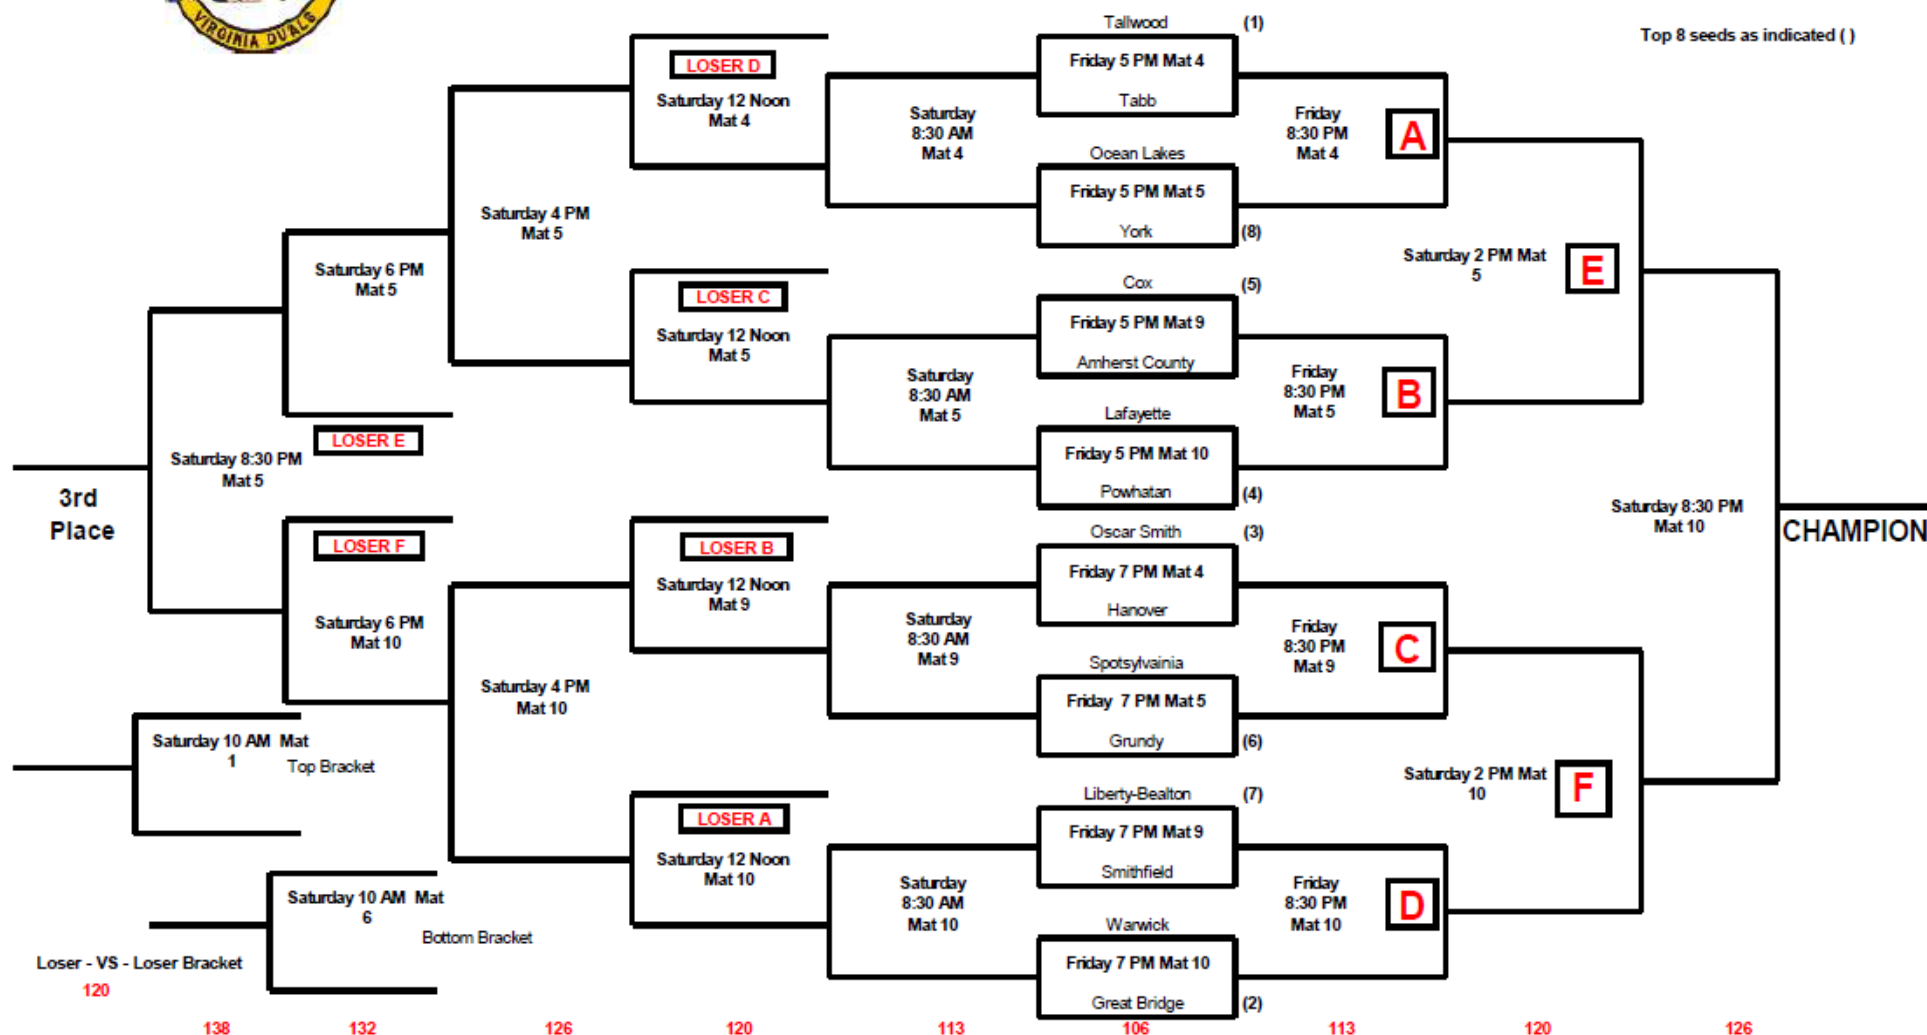 VIRGINIA DUALS
Top 8 seeds as indicated ( )
Tallwood (1)
Friday 5 PM Mat 4
Tabb
Ocean Lakes
Friday 5 PM Mat 5
York (8)
Cox (5)
Friday 5 PM Mat 9
Amherst County
Lafayette
Friday 5 PM Mat 10
Powhatan (4)
Oscar Smith (3)
Friday 7 PM Mat 4
Hanover
Spotsylvainia
Friday 7 PM Mat 5
Grundy (6)
Liberty-Bealton (7)
Friday 7 PM Mat 9
Smithfield
Warwick
Friday 7 PM Mat 10
Great Bridge (2)
Friday
8:30 PM
Mat 4
A
Friday
8:30 PM
Mat 5
B
Friday
8:30 PM
Mat 9
C
Friday
8:30 PM
Mat 10
D
Saturday 2 PM Mat
5
E
Saturday 2 PM Mat
10
F
Saturday 8:30 PM
Mat 10
CHAMPION
Saturday
8:30 AM
Mat 4
Saturday
8:30 AM
Mat 5
Saturday
8:30 AM
Mat 9
Saturday
8:30 AM
Mat 10
LOSER D
Saturday 12 Noon
Mat 4
LOSER C
Saturday 12 Noon
Mat 5
LOSER B
Saturday 12 Noon
Mat 9
LOSER A
Saturday 12 Noon
Mat 10
Saturday 4 PM
Mat 5
Saturday 4 PM
Mat 10
Saturday 6 PM
Mat 5
LOSER E
LOSER F
Saturday 6 PM
Mat 10
Saturday 8:30 PM
Mat 5
3rd
Place
Saturday 10 AM Mat
1
Top Bracket
Saturday 10 AM Mat
6
Bottom Bracket
Loser - VS - Loser Bracket
120
138 132 126 120 113 106 113 120 126